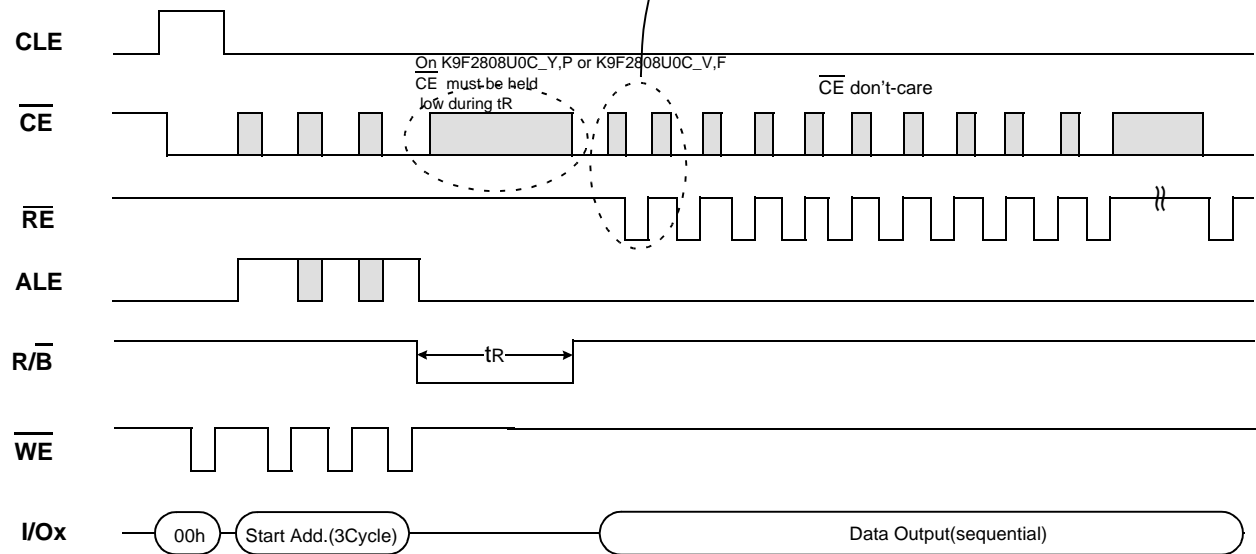 CLE
On K9F2808U0C_Y,P or K9F2808U0C_V,F
CE must be held
low during tR
CE don't-care
CE
RE
ALE
R/B
tR
WE
I/Ox
00h
Start Add.(3Cycle)
Data Output(sequential)